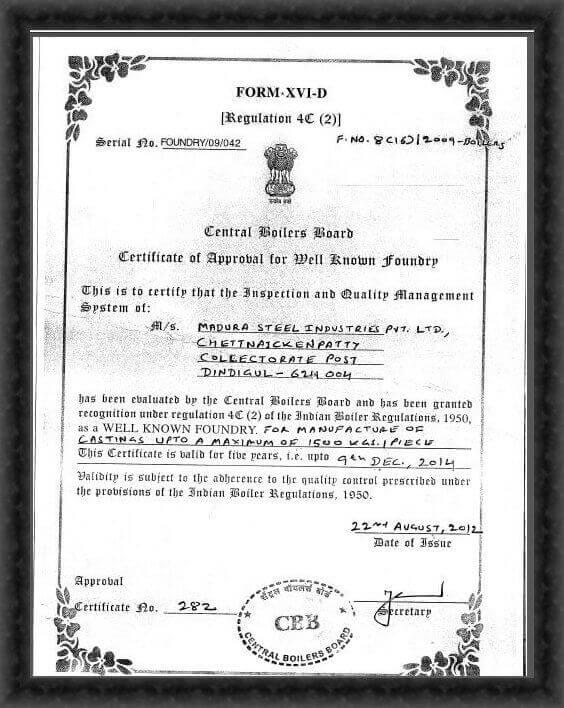 FORM-XVI-D
[Regulation 4C (2)]
Serial No. FOUNDRY/09/042
F. NO. 8(16)/2009-BOILERS
सत्यमेव जयते
Central Boilers Board
Certificate of Approval for Well Known Foundry
This is to certify that the Inspection and Quality Management
System of:
M/s. MADURA STEEL INDUSTRIES PVT. LTD.,
CHETTNAICKENPATTY
COLLECTORATE POST
DINDIGUL - 624 004
has been evaluated by the Central Boilers Board and has been granted
recognition under regulation 4C (2) of the Indian Boiler Regulations, 1950,
as a WELL KNOWN FOUNDRY. FOR MANUFACTURE OF
CASTINGS UPTO A MAXIMUM OF 1500 KGS. / PIECE
This Certificate is valid for five years, i.e. upto 9th DEC., 2014
Validity is subject to the adherence to the quality control prescribed under
the provisions of the Indian Boiler Regulations, 1950.
22nd AUGUST, 2012
Date of Issue
Approval
Certificate No. 282
सेंट्रल बॉयलर्स बोर्ड
CBB
CENTRAL BOILERS BOARD
Secretary